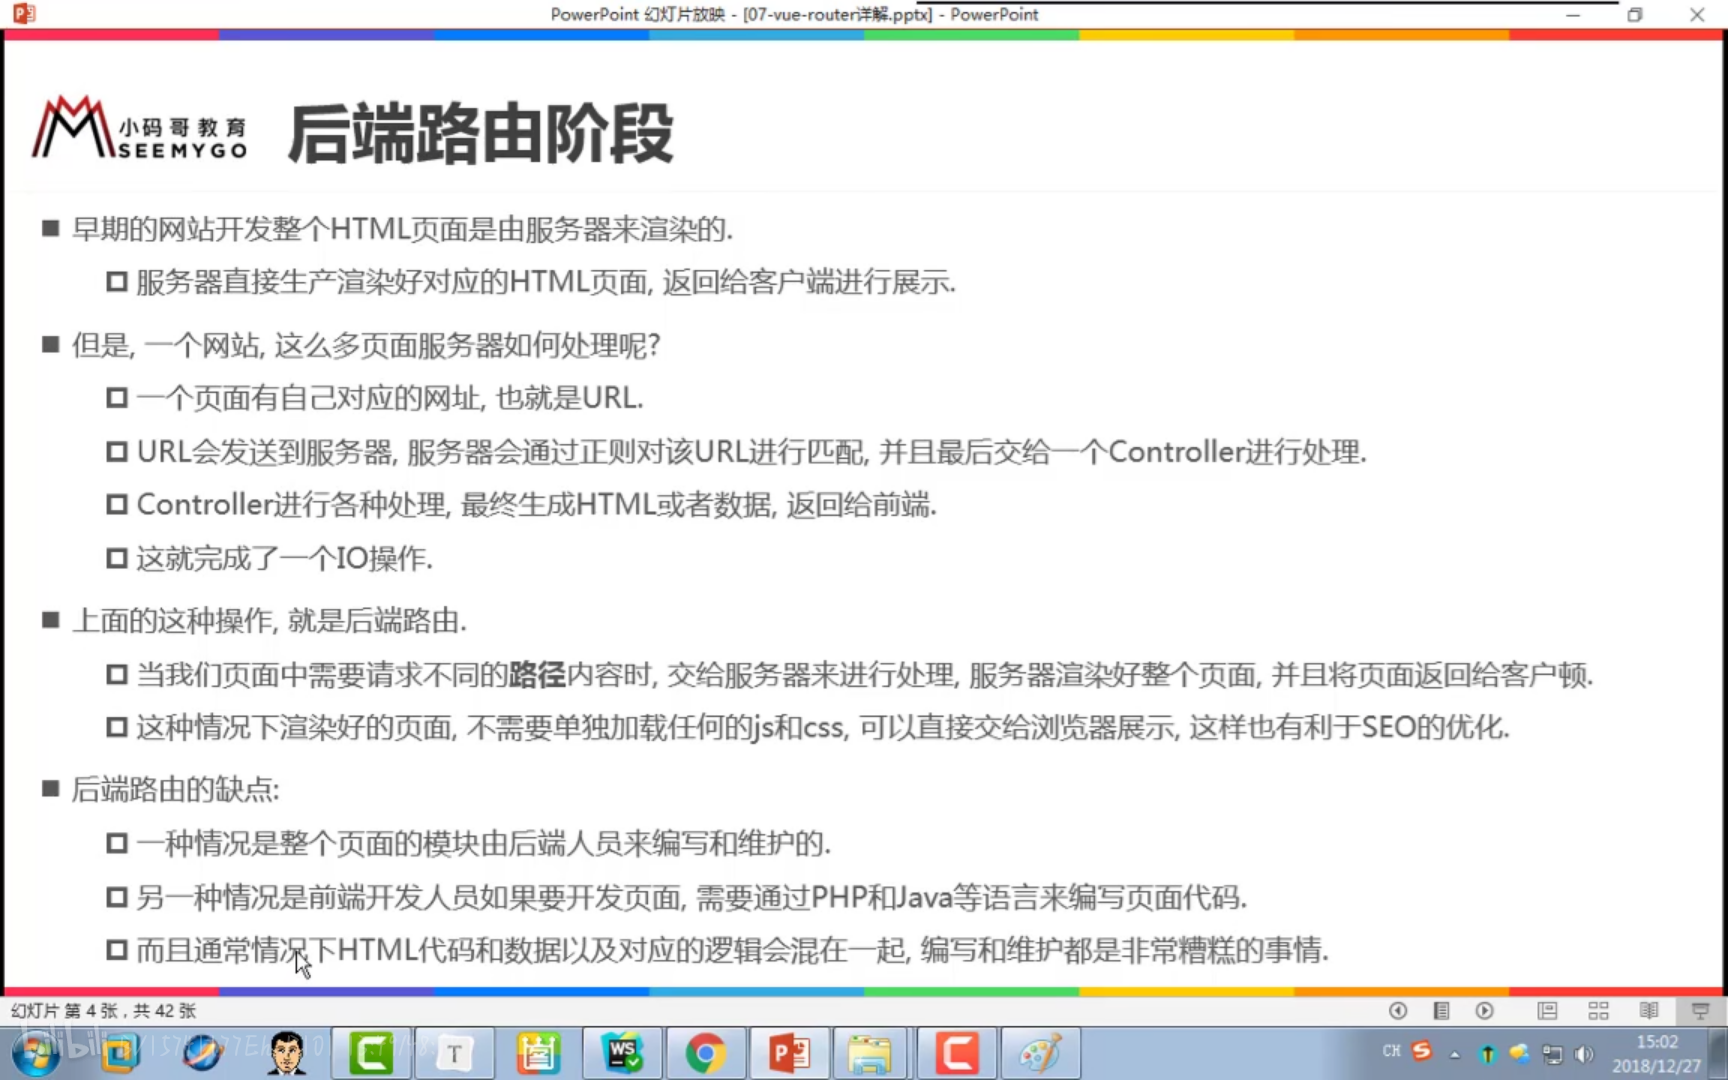 PowerPoint 幻灯片放映 - [07-vue-router详解.pptx] - PowerPoint
小码哥教育
SEEMYGO
后端路由阶段
早期的网站开发整个HTML页面是由服务器来渲染的.
服务器直接生产渲染好对应的HTML页面, 返回给客户端进行展示.
但是, 一个网站, 这么多页面服务器如何处理呢?
一个页面有自己对应的网址, 也就是URL.
URL会发送到服务器, 服务器会通过正则对该URL进行匹配, 并且最后交给一个Controller进行处理.
Controller进行各种处理, 最终生成HTML或者数据, 返回给前端.
这就完成了一个IO操作.
上面的这种操作, 就是后端路由.
当我们页面中需要请求不同的路径内容时, 交给服务器来进行处理, 服务器渲染好整个页面, 并且将页面返回给客户顿.
这种情况下渲染好的页面, 不需要单独加载任何的js和css, 可以直接交给浏览器展示, 这样也有利于SEO的优化.
后端路由的缺点:
一种情况是整个页面的模块由后端人员来编写和维护的.
另一种情况是前端开发人员如果要开发页面, 需要通过PHP和Java等语言来编写页面代码.
而且通常情况下HTML代码和数据以及对应的逻辑会混在一起, 编写和维护都是非常糟糕的事情.
幻灯片 第 4 张，共 42 张
bilibili
T
WS
CH
15:02
2018/12/27